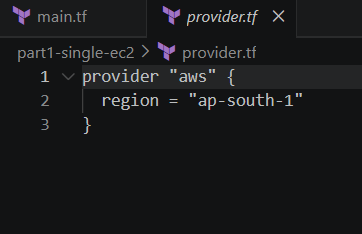 main.tf provider.tf
part1-single-ec2 > provider.tf
1 provider "aws" {
2   region = "ap-south-1"
3 }